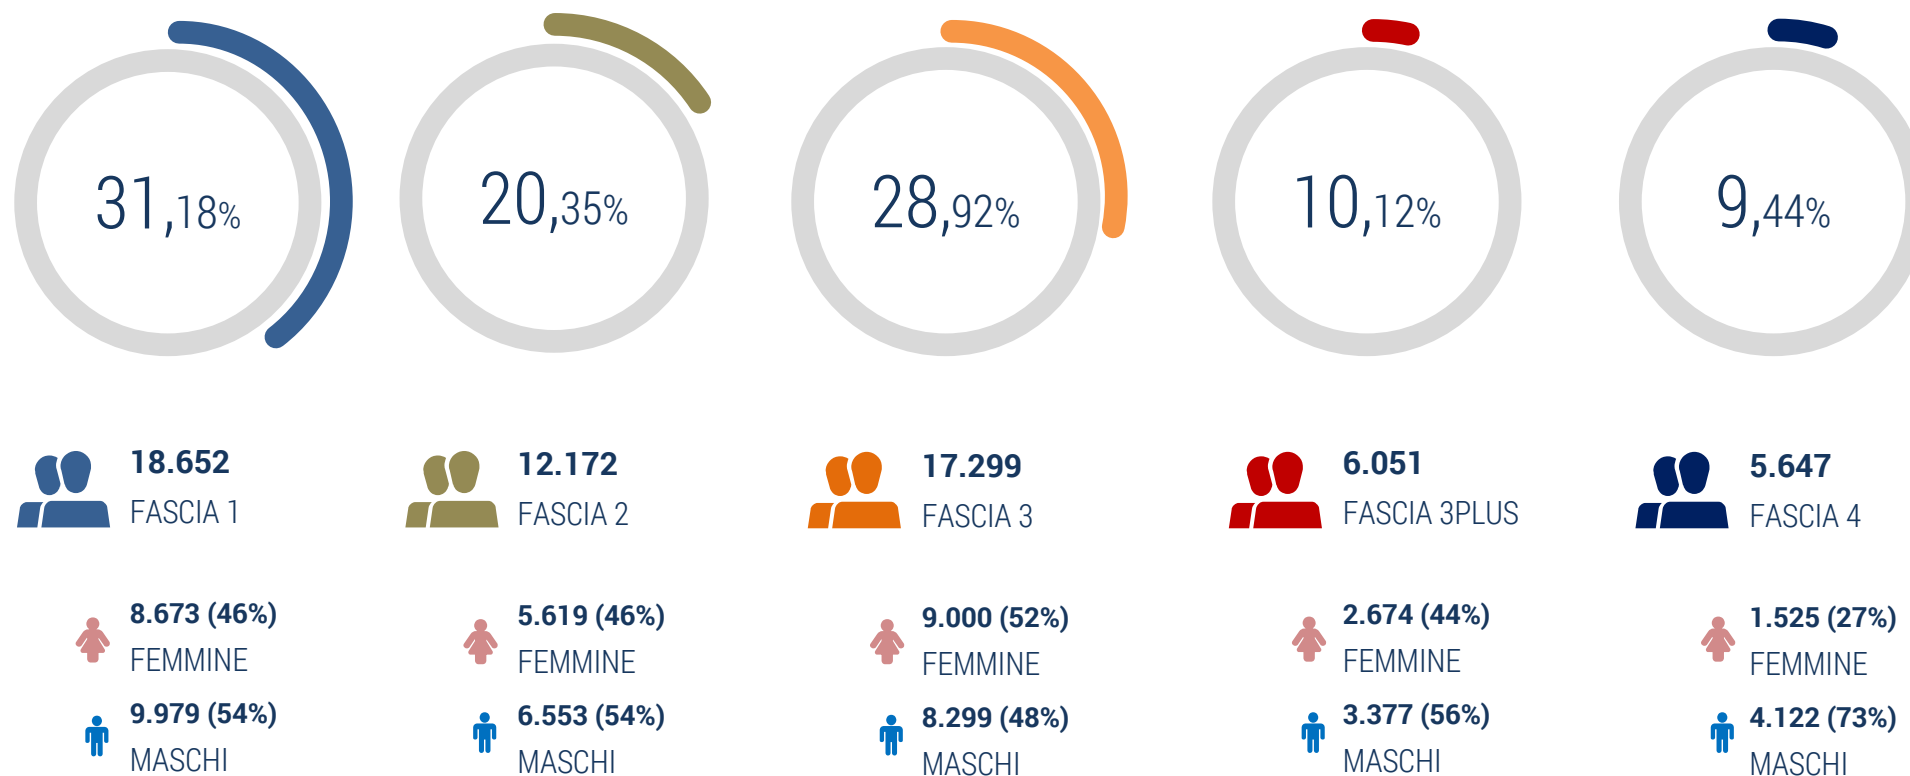 31,18%
20,35%
28,92%
10,12%
9,44%
18.652
FASCIA 1
12.172
FASCIA 2
17.299
FASCIA 3
6.051
FASCIA 3PLUS
5.647
FASCIA 4
8.673 (46%)
FEMMINE
5.619 (46%)
FEMMINE
9.000 (52%)
FEMMINE
2.674 (44%)
FEMMINE
1.525 (27%)
FEMMINE
9.979 (54%)
MASCHI
6.553 (54%)
MASCHI
8.299 (48%)
MASCHI
3.377 (56%)
MASCHI
4.122 (73%)
MASCHI